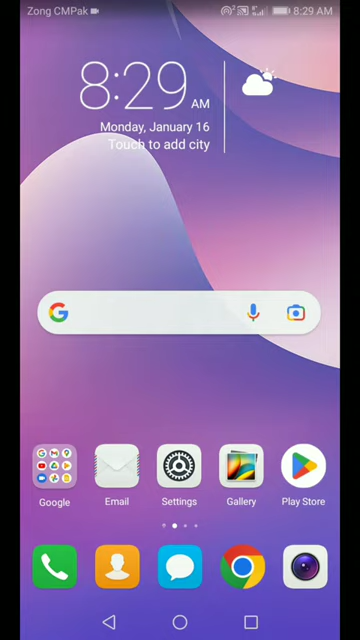 Zong CMPak
8:29 AM
8:29 AM
Monday, January 16
Touch to add city
Google
Email
Settings
Gallery
Play Store